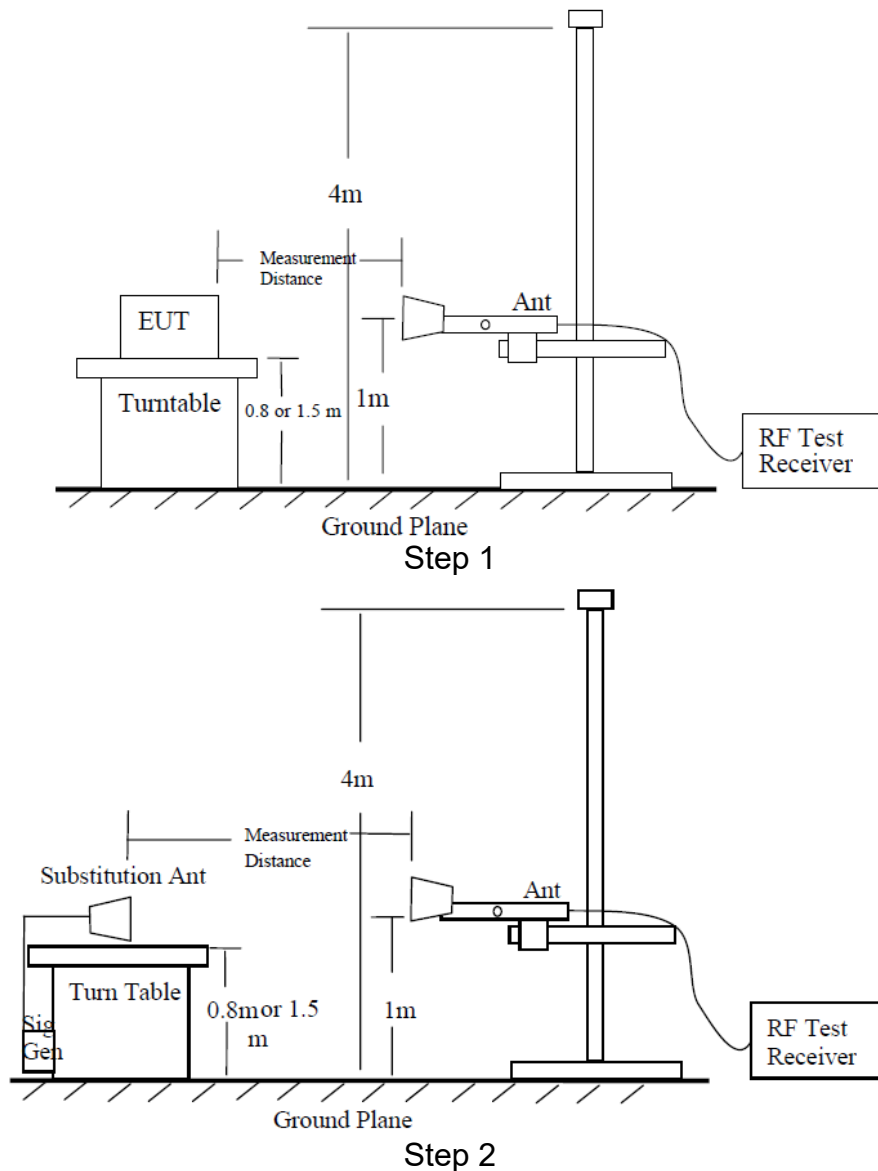 4m
Measurement
Distance
Ant
EUT
1m
0.8 or 1.5 m
Turntable
RF Test
Receiver
Ground Plane
Step 1
4m
Measurement
Distance
Substitution Ant
Ant
Turn Table
0.8m or 1.5
m
1m
Sig
Gen
RF Test
Receiver
Ground Plane
Step 2